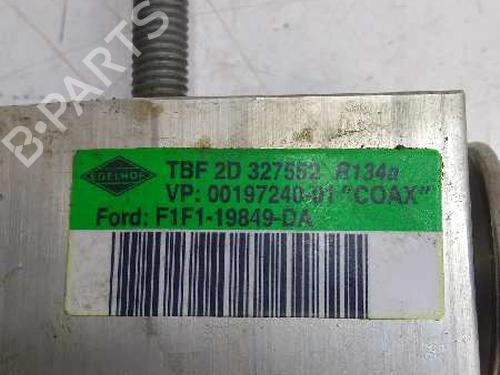 B-PARTS
EGELHOF
TBF 2D 327552 R134a
VP: 00197240-01 "COAX"
Ford: F1F1-19849-DA